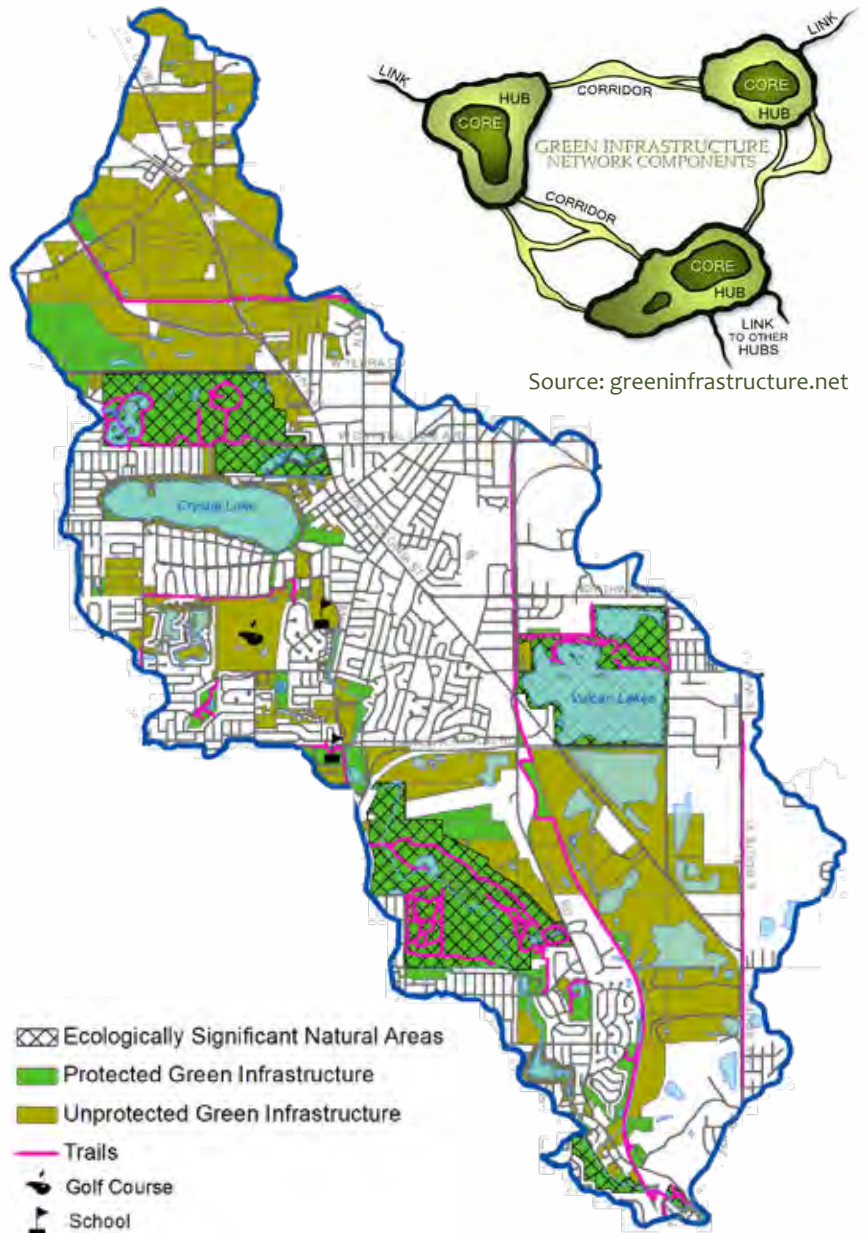 LINK
LINK
HUB
CORE
CORRIDOR
CORE
HUB
GREEN INFRASTRUCTURE
NETWORK COMPONENTS
CORRIDOR
CORE
HUB
LINK
TO OTHER
HUBS
Source: greeninfrastructure.net
Crystal Lake
Vulcan Lakes
Ecologically Significant Natural Areas
Protected Green Infrastructure
Unprotected Green Infrastructure
Trails
Golf Course
School